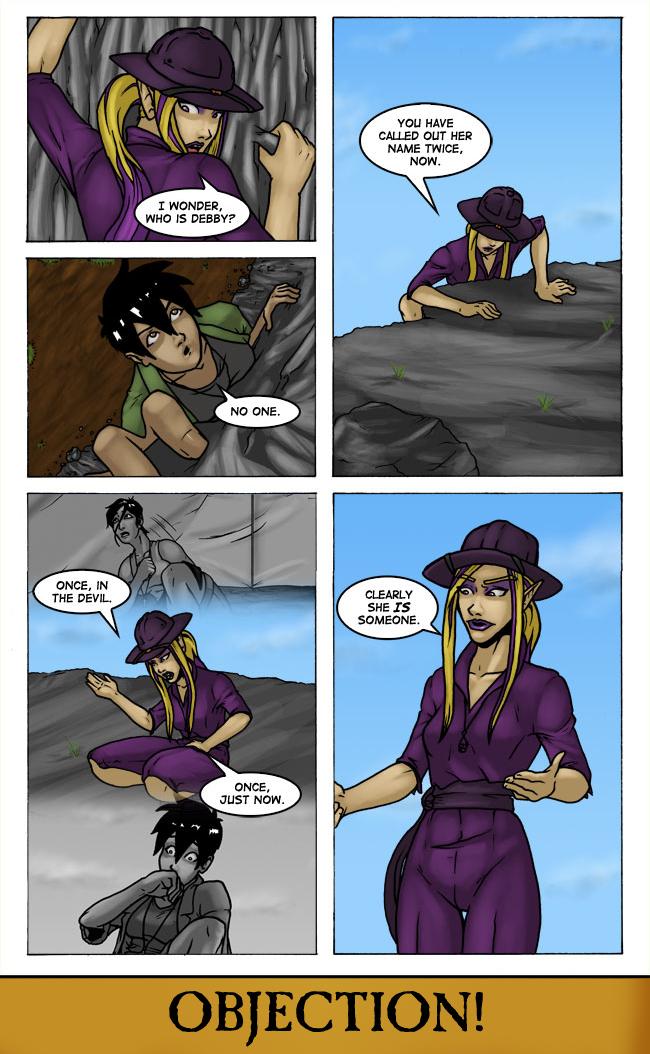 I WONDER,
WHO IS DEBBY?
NO ONE.
YOU HAVE
CALLED OUT HER
NAME TWICE,
NOW.
ONCE, IN
THE DEVIL.
ONCE,
JUST NOW.
CLEARLY
SHE IS
SOMEONE.
OBJECTION!